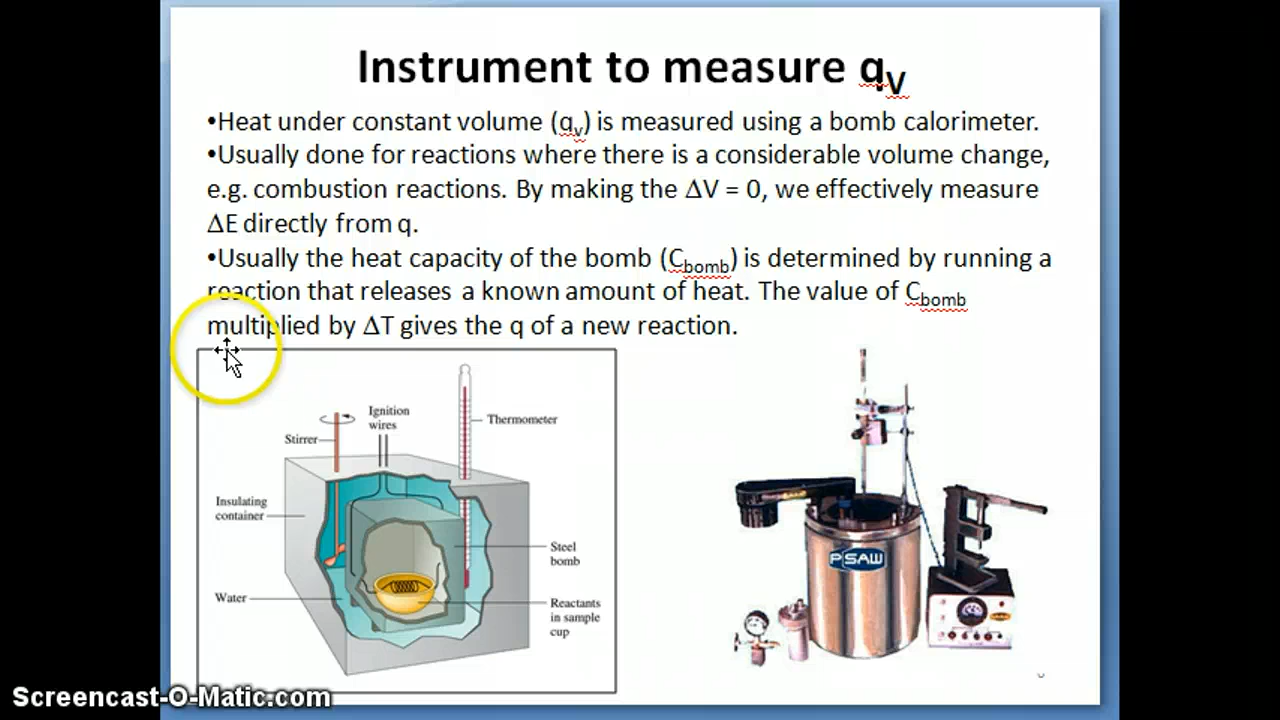 Instrument to measure qV
•Heat under constant volume (qv) is measured using a bomb calorimeter.
•Usually done for reactions where there is a considerable volume change,
e.g. combustion reactions. By making the ΔV = 0, we effectively measure
ΔE directly from q.
•Usually the heat capacity of the bomb (Cbomb) is determined by running a
reaction that releases a known amount of heat. The value of Cbomb
multiplied by ΔT gives the q of a new reaction.
Ignition
wires
Thermometer
Stirrer
Insulating
container
Steel
bomb
Water
Reactants
in sample
cup
P SAW
Screencast-O-Matic.com